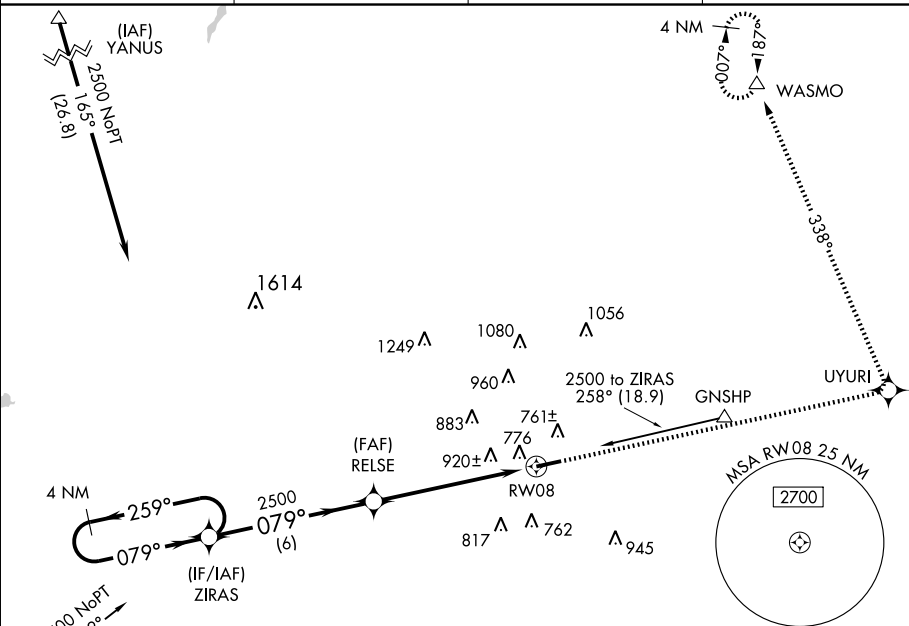 (IAF)
YANUS
2500 NoPT
165°
(26.8)
4 NM
007°
187°
WASMO
338°
1614
1249
1080
1056
960
2500 to ZIRAS
258° (18.9)
GNSHP
UYURI
883
761±
776
920±
(FAF)
RELSE
RW08
MSA RW08 25 NM
2700
4 NM
259°
079°
2500
079°
(6)
(IF/IAF)
ZIRAS
817
762
945
NoPT